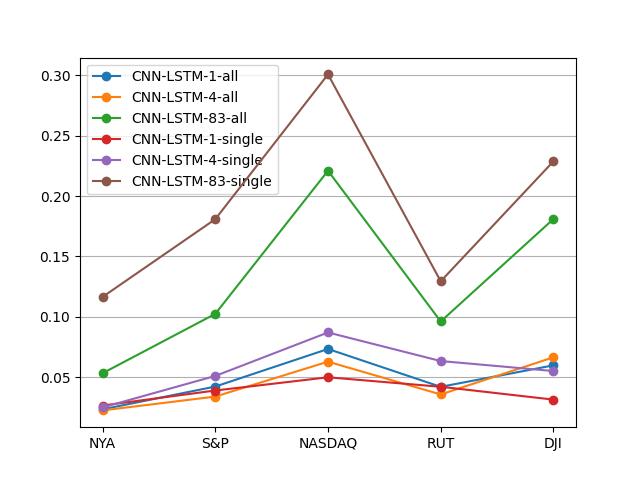 0.30
0.25
0.20
0.15
0.10
0.05
CNN-LSTM-1-all
CNN-LSTM-4-all
CNN-LSTM-83-all
CNN-LSTM-1-single
CNN-LSTM-4-single
CNN-LSTM-83-single
NYA S&P NASDAQ RUT DJI